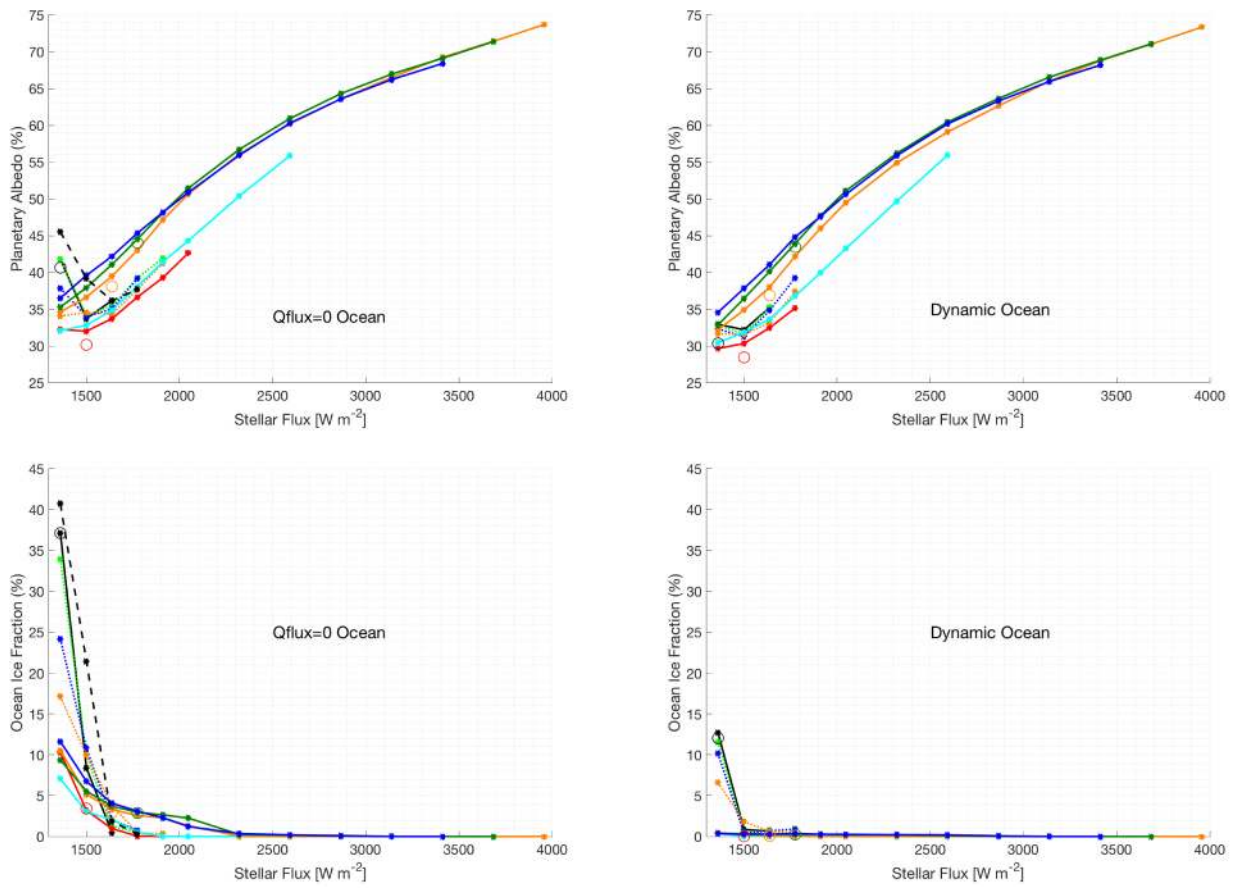 75
70
65
60
55
50
45
40
35
30
25
Planetary Albedo (%)
Qflux=0 Ocean
1500 2000 2500 3000 3500 4000
Stellar Flux [W m-2]
75
70
65
60
55
50
45
40
35
30
25
Planetary Albedo (%)
Dynamic Ocean
1500 2000 2500 3000 3500 4000
Stellar Flux [W m-2]
45
40
35
30
25
20
15
10
5
0
Ocean Ice Fraction (%)
Qflux=0 Ocean
1500 2000 2500 3000 3500 4000
Stellar Flux [W m-2]
45
40
35
30
25
20
15
10
5
0
Ocean Ice Fraction (%)
Dynamic Ocean
1500 2000 2500 3000 3500 4000
Stellar Flux [W m-2]